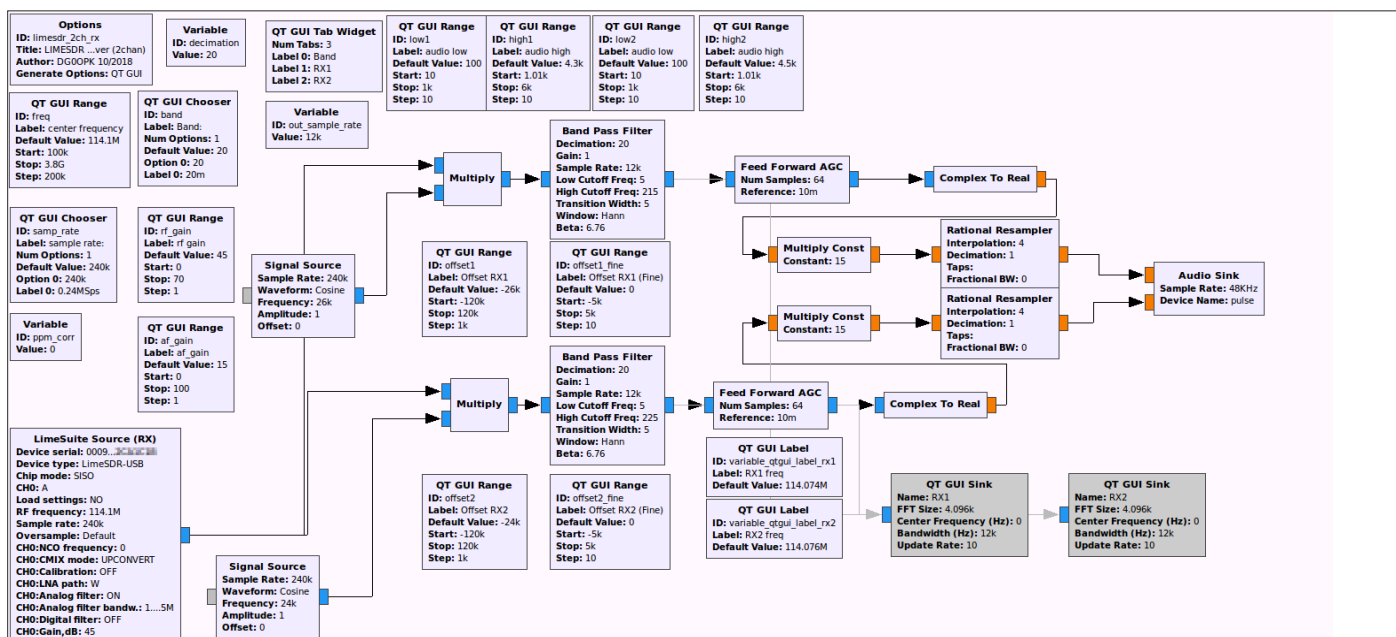 Options
ID: limesdr_2ch_rx
Title: LIMESDR ...ver (2chan)
Author: DG0OPK 10/2018
Generate Options: QT GUI
Variable
ID: decimation
Value: 20
QT GUI Tab Widget
Num Tabs: 3
Label 0: Band
Label 1: RX1
Label 2: RX2
QT GUI Range
ID: low1
Label: audio low
Default Value: 100
Start: 10
Stop: 1k
Step: 10
QT GUI Range
ID: high1
Label: audio high
Default Value: 4.3k
Start: 1.01k
Stop: 6k
Step: 10
QT GUI Range
ID: low2
Label: audio low
Default Value: 100
Start: 10
Stop: 1k
Step: 10
QT GUI Range
ID: high2
Label: audio high
Default Value: 4.5k
Start: 1.01k
Stop: 6k
Step: 10
QT GUI Range
ID: freq
Label: center frequency
Default Value: 114.1M
Start: 100k
Stop: 3.8G
Step: 200k
QT GUI Chooser
ID: band
Label: Band:
Num Options: 1
Default Value: 20
Option 0: 20
Label 0: 20m
Variable
ID: out_sample_rate
Value: 12k
Multiply
Band Pass Filter
Decimation: 20
Gain: 1
Sample Rate: 12k
Low Cutoff Freq: 5
High Cutoff Freq: 215
Transition Width: 5
Window: Hann
Beta: 6.76
Feed Forward AGC
Num Samples: 64
Reference: 10m
Complex To Real
QT GUI Chooser
ID: samp_rate
Label: sample rate:
Num Options: 1
Default Value: 240k
Option 0: 240k
Label 0: 0.24MSps
QT GUI Range
ID: rf_gain
Label: rf gain
Default Value: 45
Start: 0
Stop: 70
Step: 1
Signal Source
Sample Rate: 240k
Waveform: Cosine
Frequency: 26k
Amplitude: 1
Offset: 0
QT GUI Range
ID: offset1
Label: Offset RX1
Default Value: -26k
Start: -120k
Stop: 120k
Step: 1k
QT GUI Range
ID: offset1_fine
Label: Offset RX1 (Fine)
Default Value: 0
Start: -5k
Stop: 5k
Step: 10
Multiply Const
Constant: 15
Rational Resampler
Interpolation: 4
Decimation: 1
Taps:
Fractional BW: 0
Audio Sink
Sample Rate: 48KHz
Device Name: pulse
Multiply Const
Constant: 15
Rational Resampler
Interpolation: 4
Decimation: 1
Taps:
Fractional BW: 0
Variable
ID: ppm_corr
Value: 0
QT GUI Range
ID: af_gain
Label: af_gain
Default Value: 15
Start: 0
Stop: 100
Step: 1
Multiply
Band Pass Filter
Decimation: 20
Gain: 1
Sample Rate: 12k
Low Cutoff Freq: 5
High Cutoff Freq: 225
Transition Width: 5
Window: Hann
Beta: 6.76
Feed Forward AGC
Num Samples: 64
Reference: 10m
Complex To Real
LimeSuite Source (RX)
Device serial: 0009...
Device type: LimeSDR-USB
Chip mode: SISO
CH0: A
Load settings: NO
RF frequency: 114.1M
Sample rate: 240k
Oversample: Default
CH0:NCO frequency: 0
CH0:CMIX mode: UPCONVERT
CH0:Calibration: OFF
CH0:LNA path: W
CH0:Analog filter: ON
CH0:Analog filter bandw.: 1....5M
CH0:Digital filter: OFF
CH0:Gain,dB: 45
Signal Source
Sample Rate: 240k
Waveform: Cosine
Frequency: 24k
Amplitude: 1
Offset: 0
QT GUI Range
ID: offset2
Label: Offset RX2
Default Value: -24k
Start: -120k
Stop: 120k
Step: 1k
QT GUI Range
ID: offset2_fine
Label: Offset RX2 (Fine)
Default Value: 0
Start: -5k
Stop: 5k
Step: 10
QT GUI Label
ID: variable_qtgui_label_rx1
Label: RX1 freq
Default Value: 114.074M
QT GUI Label
ID: variable_qtgui_label_rx2
Label: RX2 freq
Default Value: 114.076M
QT GUI Sink
Name: RX1
FFT Size: 4.096k
Center Frequency (Hz): 0
Bandwidth (Hz): 12k
Update Rate: 10
QT GUI Sink
Name: RX2
FFT Size: 4.096k
Center Frequency (Hz): 0
Bandwidth (Hz): 12k
Update Rate: 10